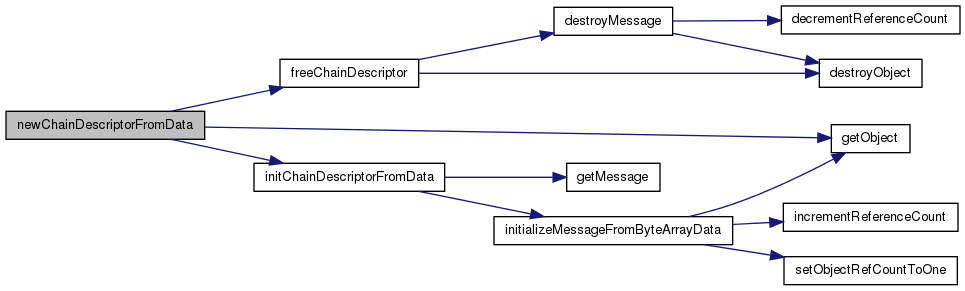 destroyMessage
decrementReferenceCount
freeChainDescriptor
destroyObject
newChainDescriptorFromData
getObject
initChainDescriptorFromData
getMessage
incrementReferenceCount
initializeMessageFromByteArrayData
setObjectRefCountToOne